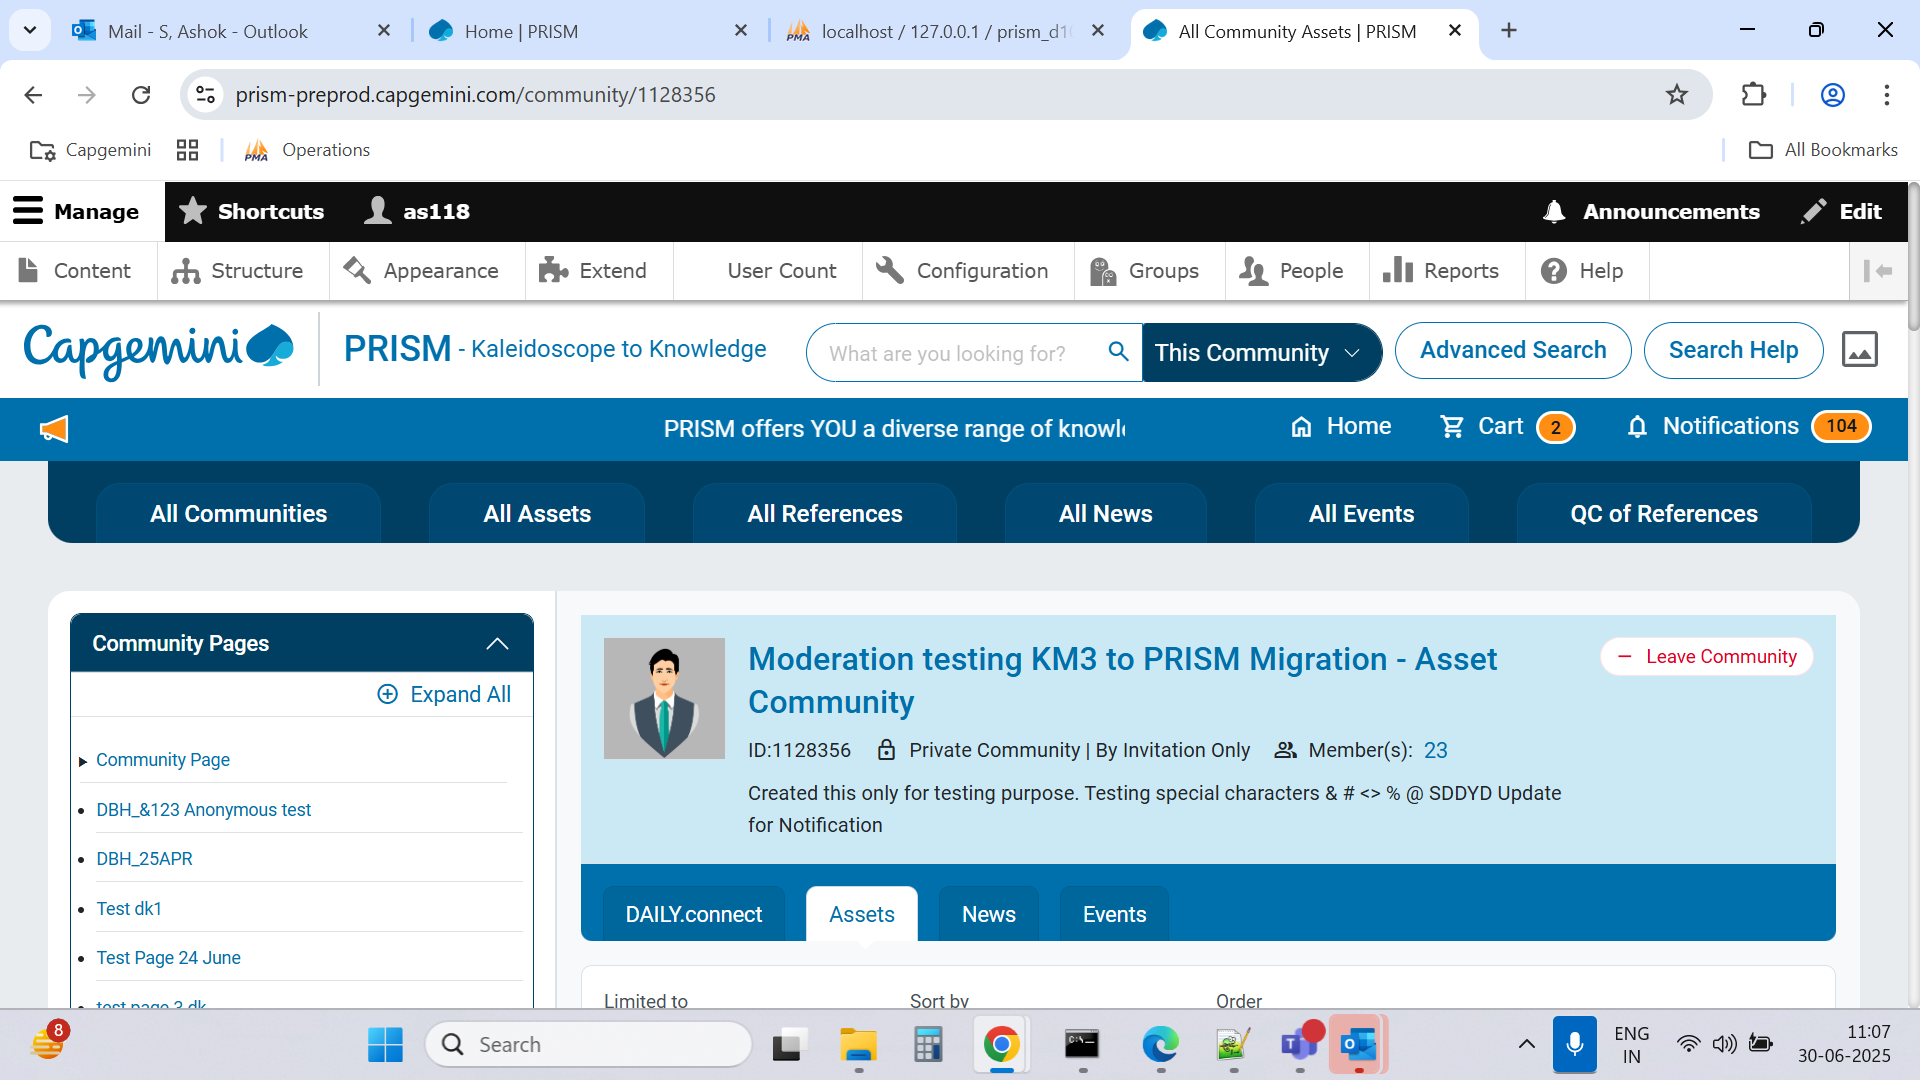 Mail - S, Ashok - Outlook
Home | PRISM
localhost / 127.0.0.1 / prism_d1
All Community Assets | PRISM
prism-preprod.capgemini.com/community/1128356
Capgemini
PMA
Operations
All Bookmarks
Manage
Shortcuts
as118
Announcements
Edit
Content
Structure
Appearance
Extend
User Count
Configuration
Groups
People
Reports
Help
Capgemini
PRISM - Kaleidoscope to Knowledge
What are you looking for?
This Community
Advanced Search
Search Help
PRISM offers YOU a diverse range of knowl
Home
Cart 2
Notifications 104
All Communities
All Assets
All References
All News
All Events
QC of References
Community Pages
Expand All
Community Page
DBH_&123 Anonymous test
DBH_25APR
Test dk1
Test Page 24 June
test page 3 dk
Moderation testing KM3 to PRISM Migration - Asset
Community
Leave Community
ID:1128356
Private Community | By Invitation Only
Member(s): 23
Created this only for testing purpose. Testing special characters & # <> % @ SDDYD Update
for Notification
DAILY.connect
Assets
News
Events
Limited to
Sort by
Order
8
Search
ENG
IN
11:07
30-06-2025